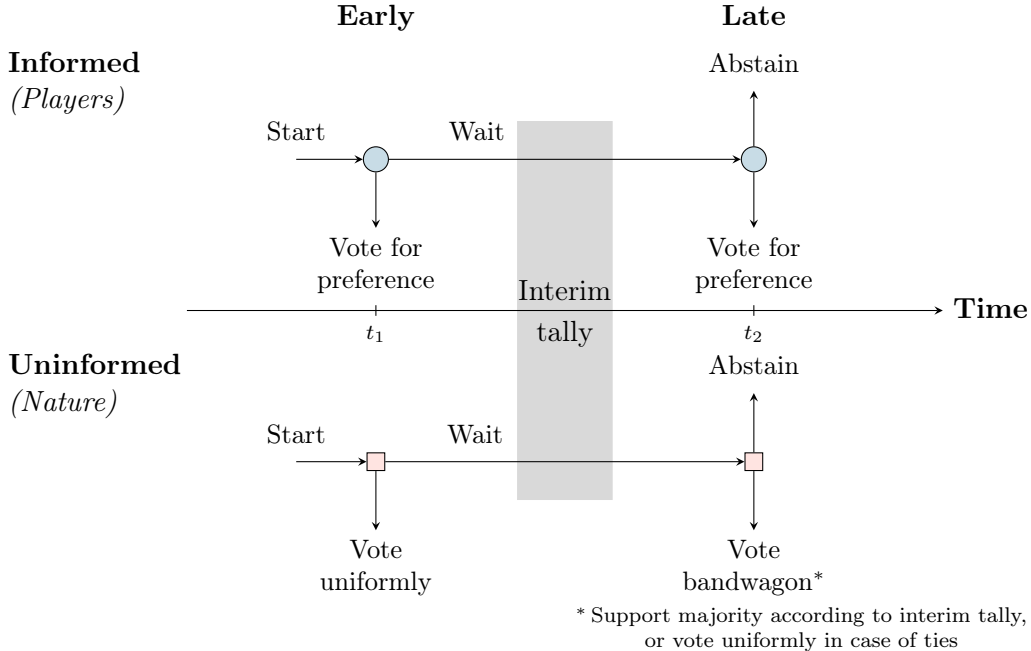 Early
Late
Informed
(Players)
Abstain
Start
Wait
Vote for
preference
Vote for
preference
Interim
tally
Time
t1
t2
Uninformed
(Nature)
Abstain
Start
Wait
Vote
uniformly
Vote
bandwagon*
* Support majority according to interim tally,
or vote uniformly in case of ties